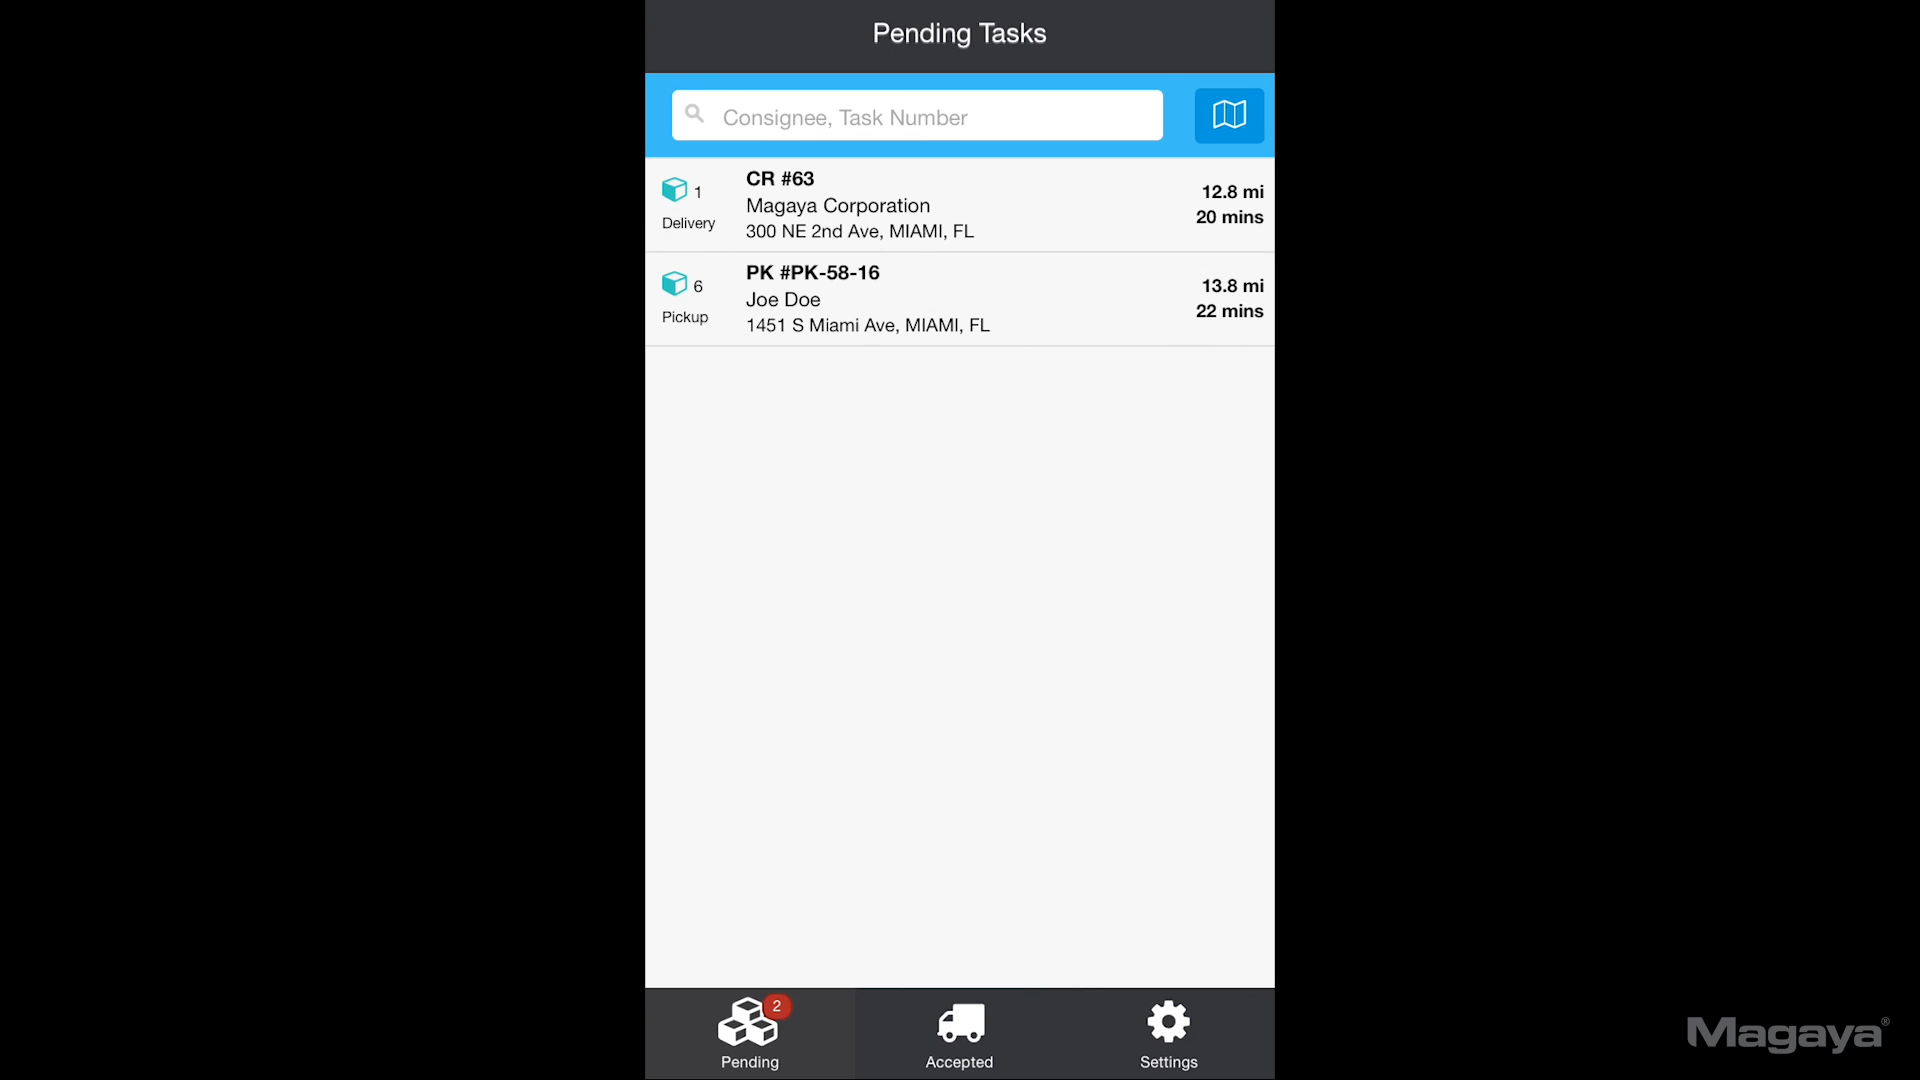 Pending Tasks
Consignee, Task Number
1
Delivery
CR #63
Magaya Corporation
300 NE 2nd Ave, MIAMI, FL
12.8 mi
20 mins
6
Pickup
PK #PK-58-16
Joe Doe
1451 S Miami Ave, MIAMI, FL
13.8 mi
22 mins
2
Pending
Accepted
Settings
Magaya®